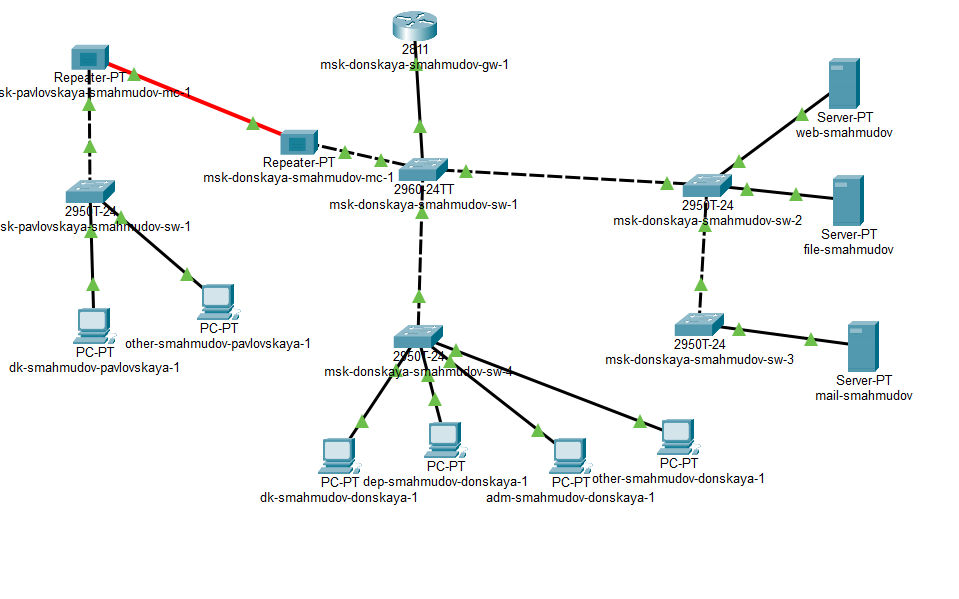 2811
msk-donskaya-smahmudov-gw-1
Repeater-PT
sk-pavlovskaya-smahmudov-mc-1
Server-PT
web-smahmudov
Repeater-PT
msk-donskaya-smahmudov-mc-1
2960-24TT
msk-donskaya-smahmudov-sw-1
2950T-24
msk-donskaya-smahmudov-sw-2
2950T-24
sk-pavlovskaya-smahmudov-sw-1
Server-PT
file-smahmudov
PC-PT
other-smahmudov-pavlovskaya-1
PC-PT
dk-smahmudov-pavlovskaya-1
2950T-24
msk-donskaya-smahmudov-sw-4
2950T-24
msk-donskaya-smahmudov-sw-3
Server-PT
mail-smahmudov
PC-PT
dk-smahmudov-donskaya-1
PC-PT
dep-smahmudov-donskaya-1
PC-PT
adm-smahmudov-donskaya-1
PC-PT
other-smahmudov-donskaya-1